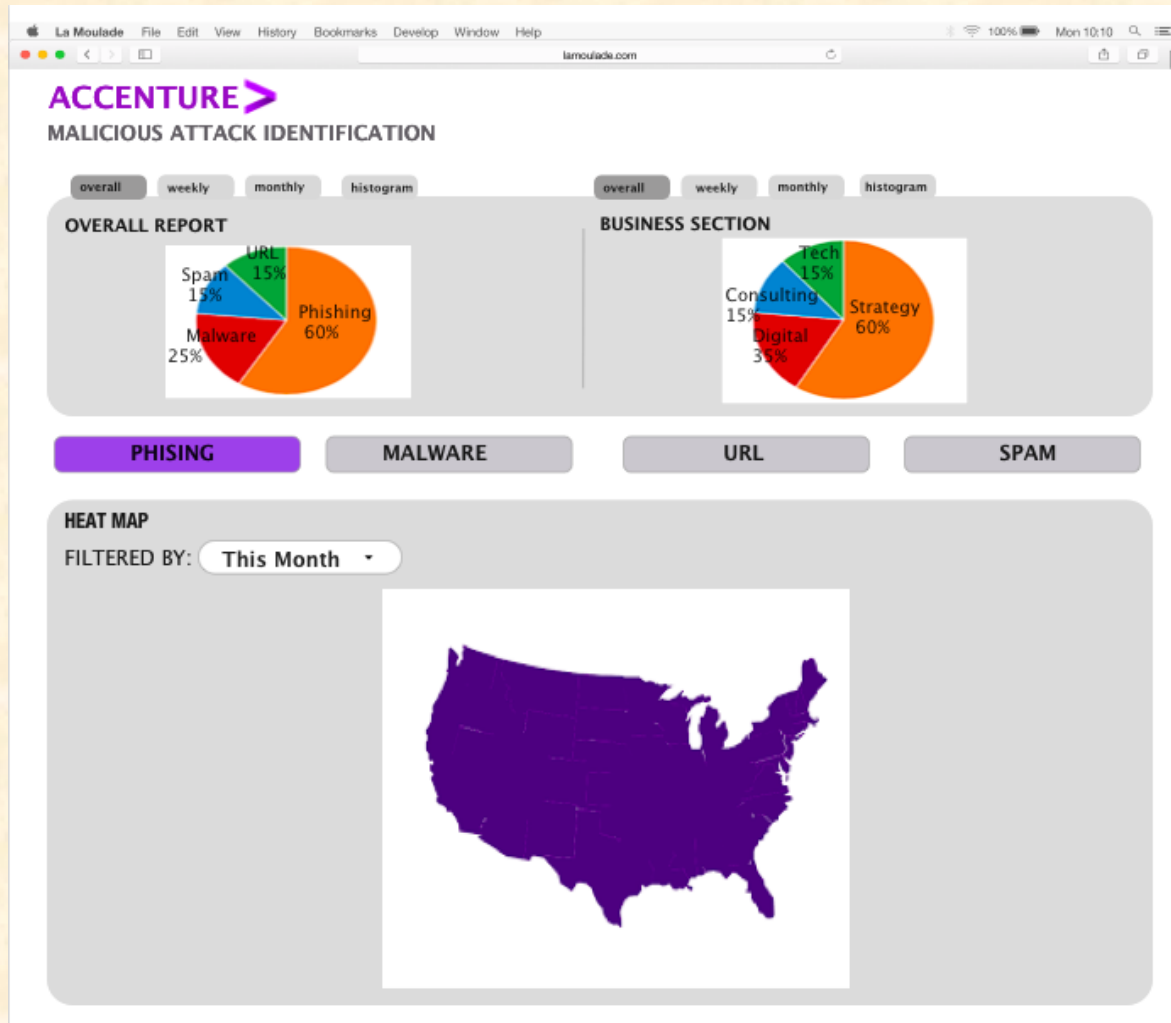 La Moulade File Edit View History Bookmarks Develop Window Help 100% Mon 10:10
lamoulade.com
ACCENTURE>
MALICIOUS ATTACK IDENTIFICATION
overall weekly monthly histogram
overall weekly monthly histogram
OVERALL REPORT
URL
15%
Spam
15%
Phishing
60%
Malware
25%
BUSINESS SECTION
Tech
15%
Consulting
15%
Strategy
60%
Digital
35%
PHISING
MALWARE
URL
SPAM
HEAT MAP
FILTERED BY: This Month